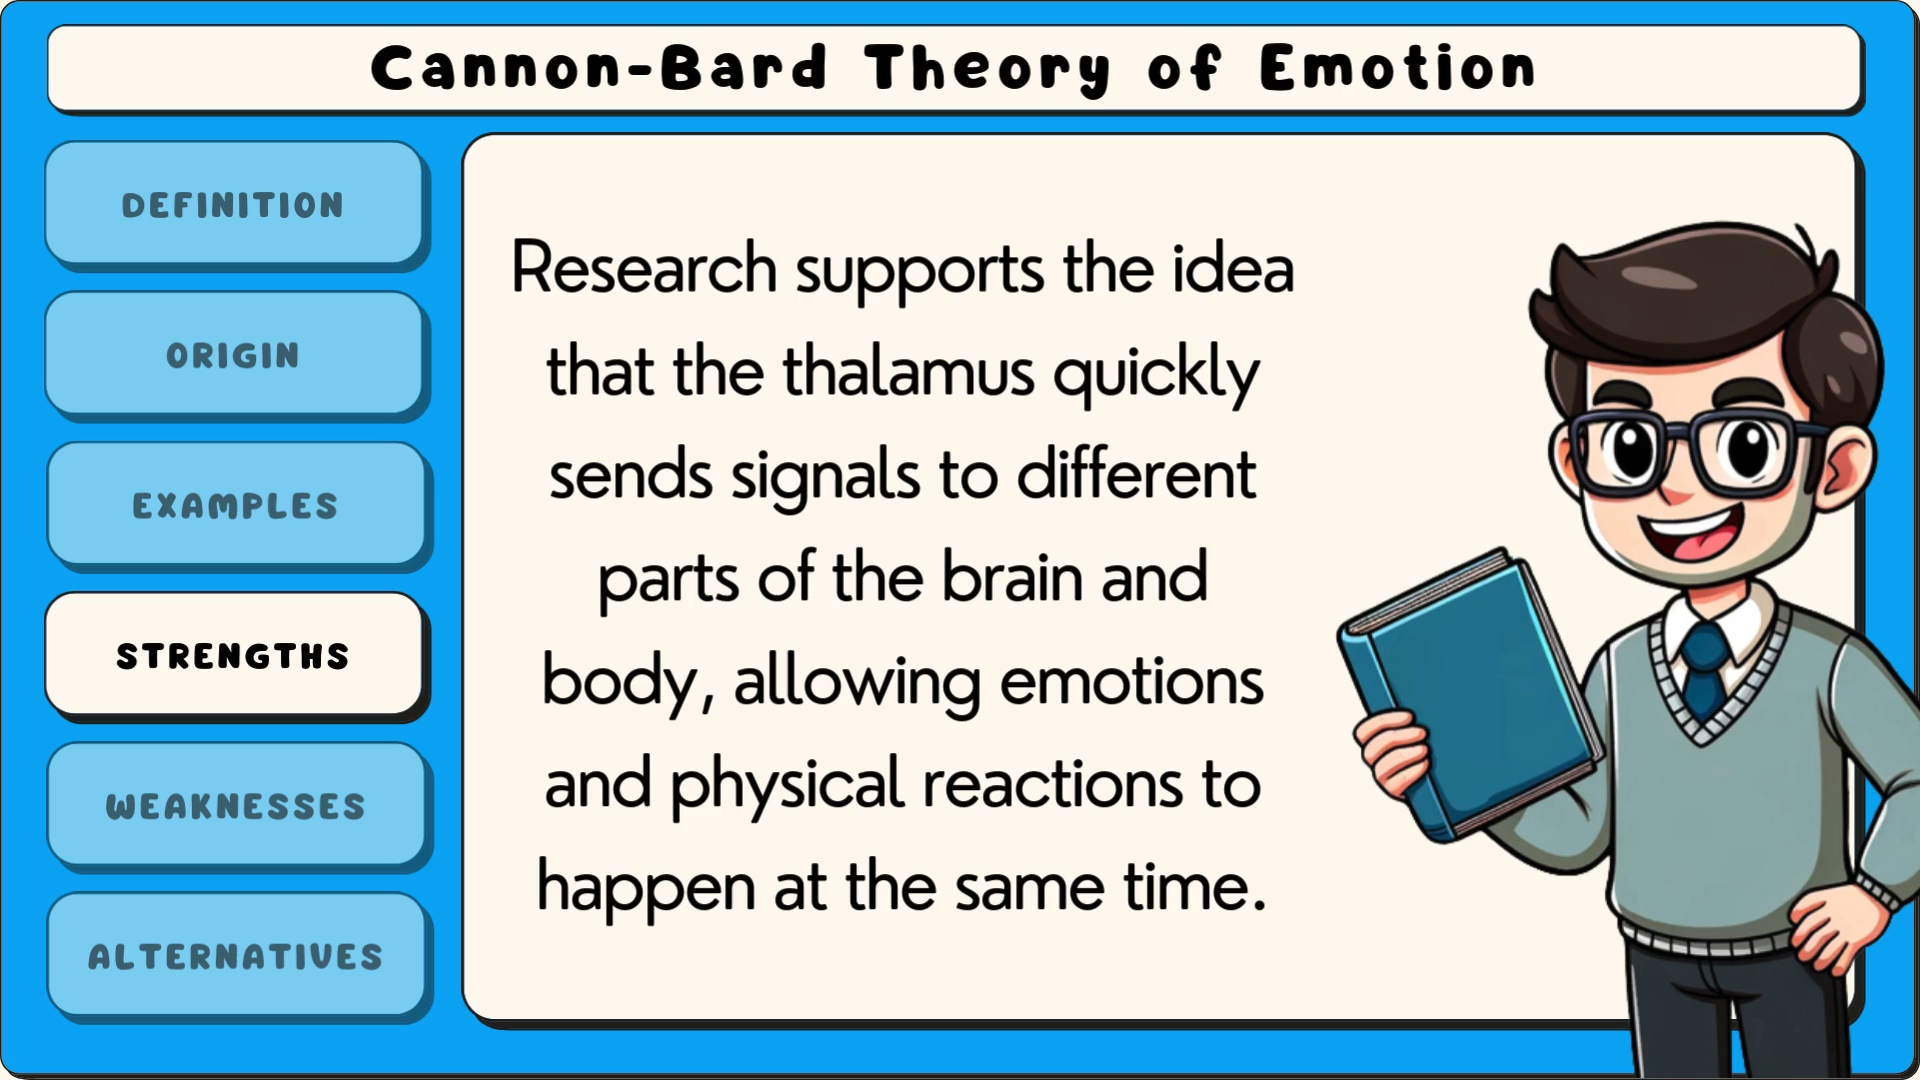 Cannon-Bard Theory of Emotion
DEFINITION
ORIGIN
EXAMPLES
STRENGTHS
WEAKNESSES
ALTERNATIVES
Research supports the idea
that the thalamus quickly
sends signals to different
parts of the brain and
body, allowing emotions
and physical reactions to
happen at the same time.